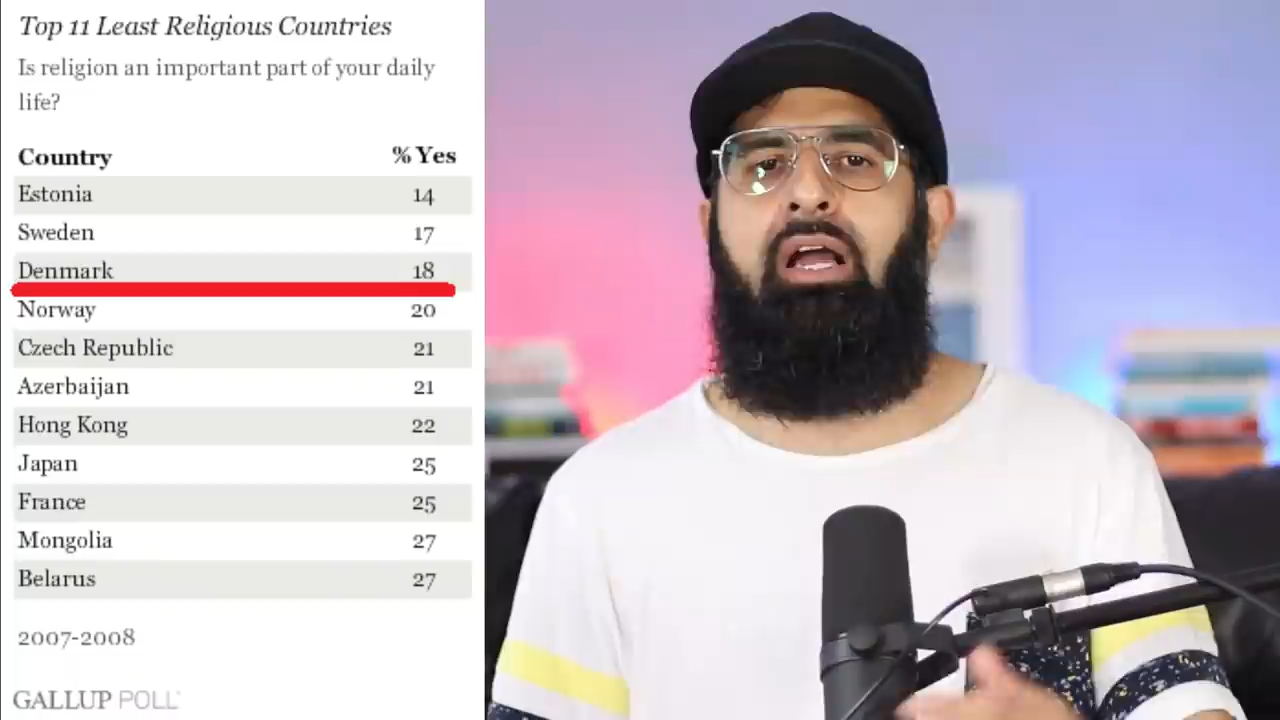 Top 11 Least Religious Countries
Is religion an important part of your daily
life?
Country % Yes
Estonia 14
Sweden 17
Denmark 18
Norway 20
Czech Republic 21
Azerbaijan 21
Hong Kong 22
Japan 25
France 25
Mongolia 27
Belarus 27
2007-2008
GALLUP POLL